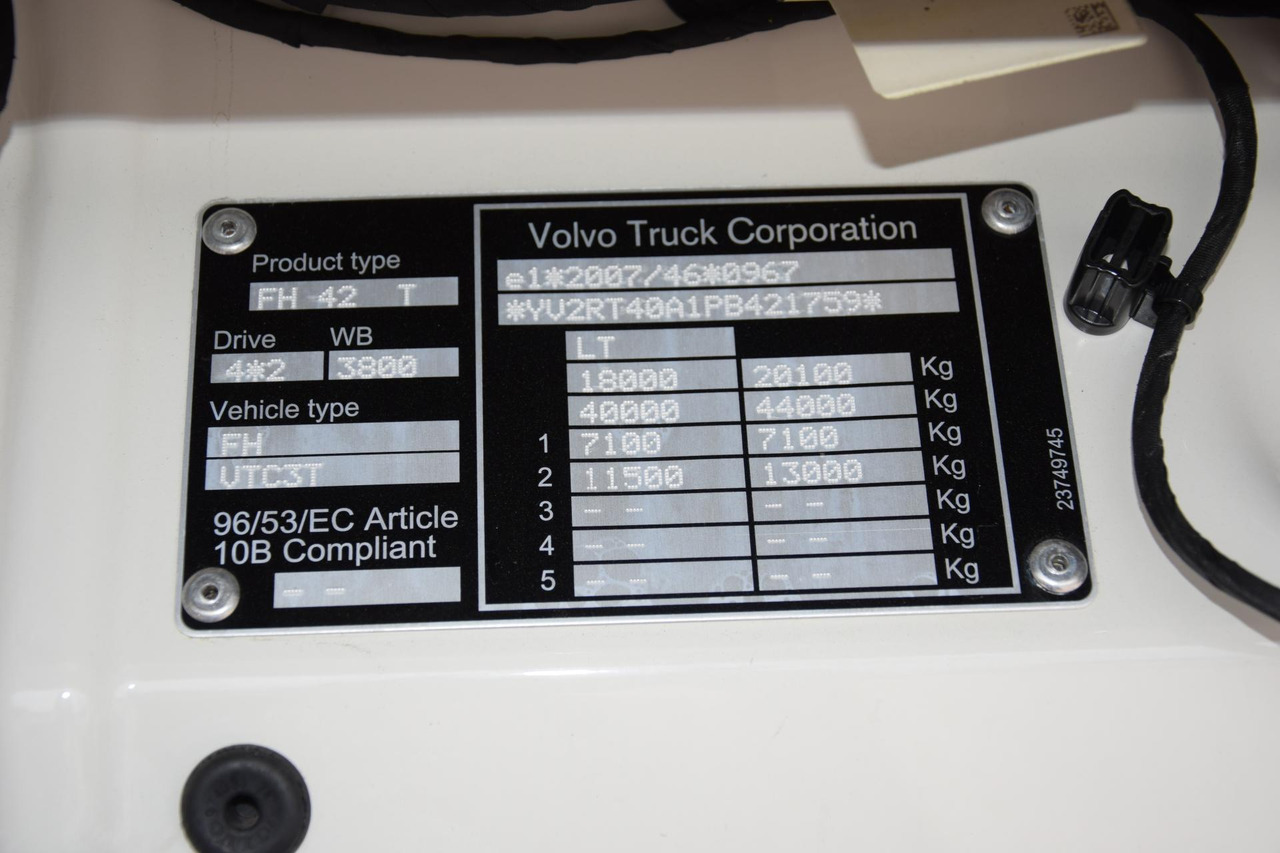 Product type
FH 42 T
Drive WB
4*2 3800
Vehicle type
FH
VTC3T
96/53/EC Article
10B Compliant
-- --
Volvo Truck Corporation
e1*2007/46*0967
*YV2RT40A1PB421759*
LT
18000 20100 Kg
40000 44000 Kg
1 7100 7100 Kg
2 11500 13000 Kg
3 -- -- -- -- Kg
4 -- -- -- -- Kg
5 -- -- -- -- Kg
23749745